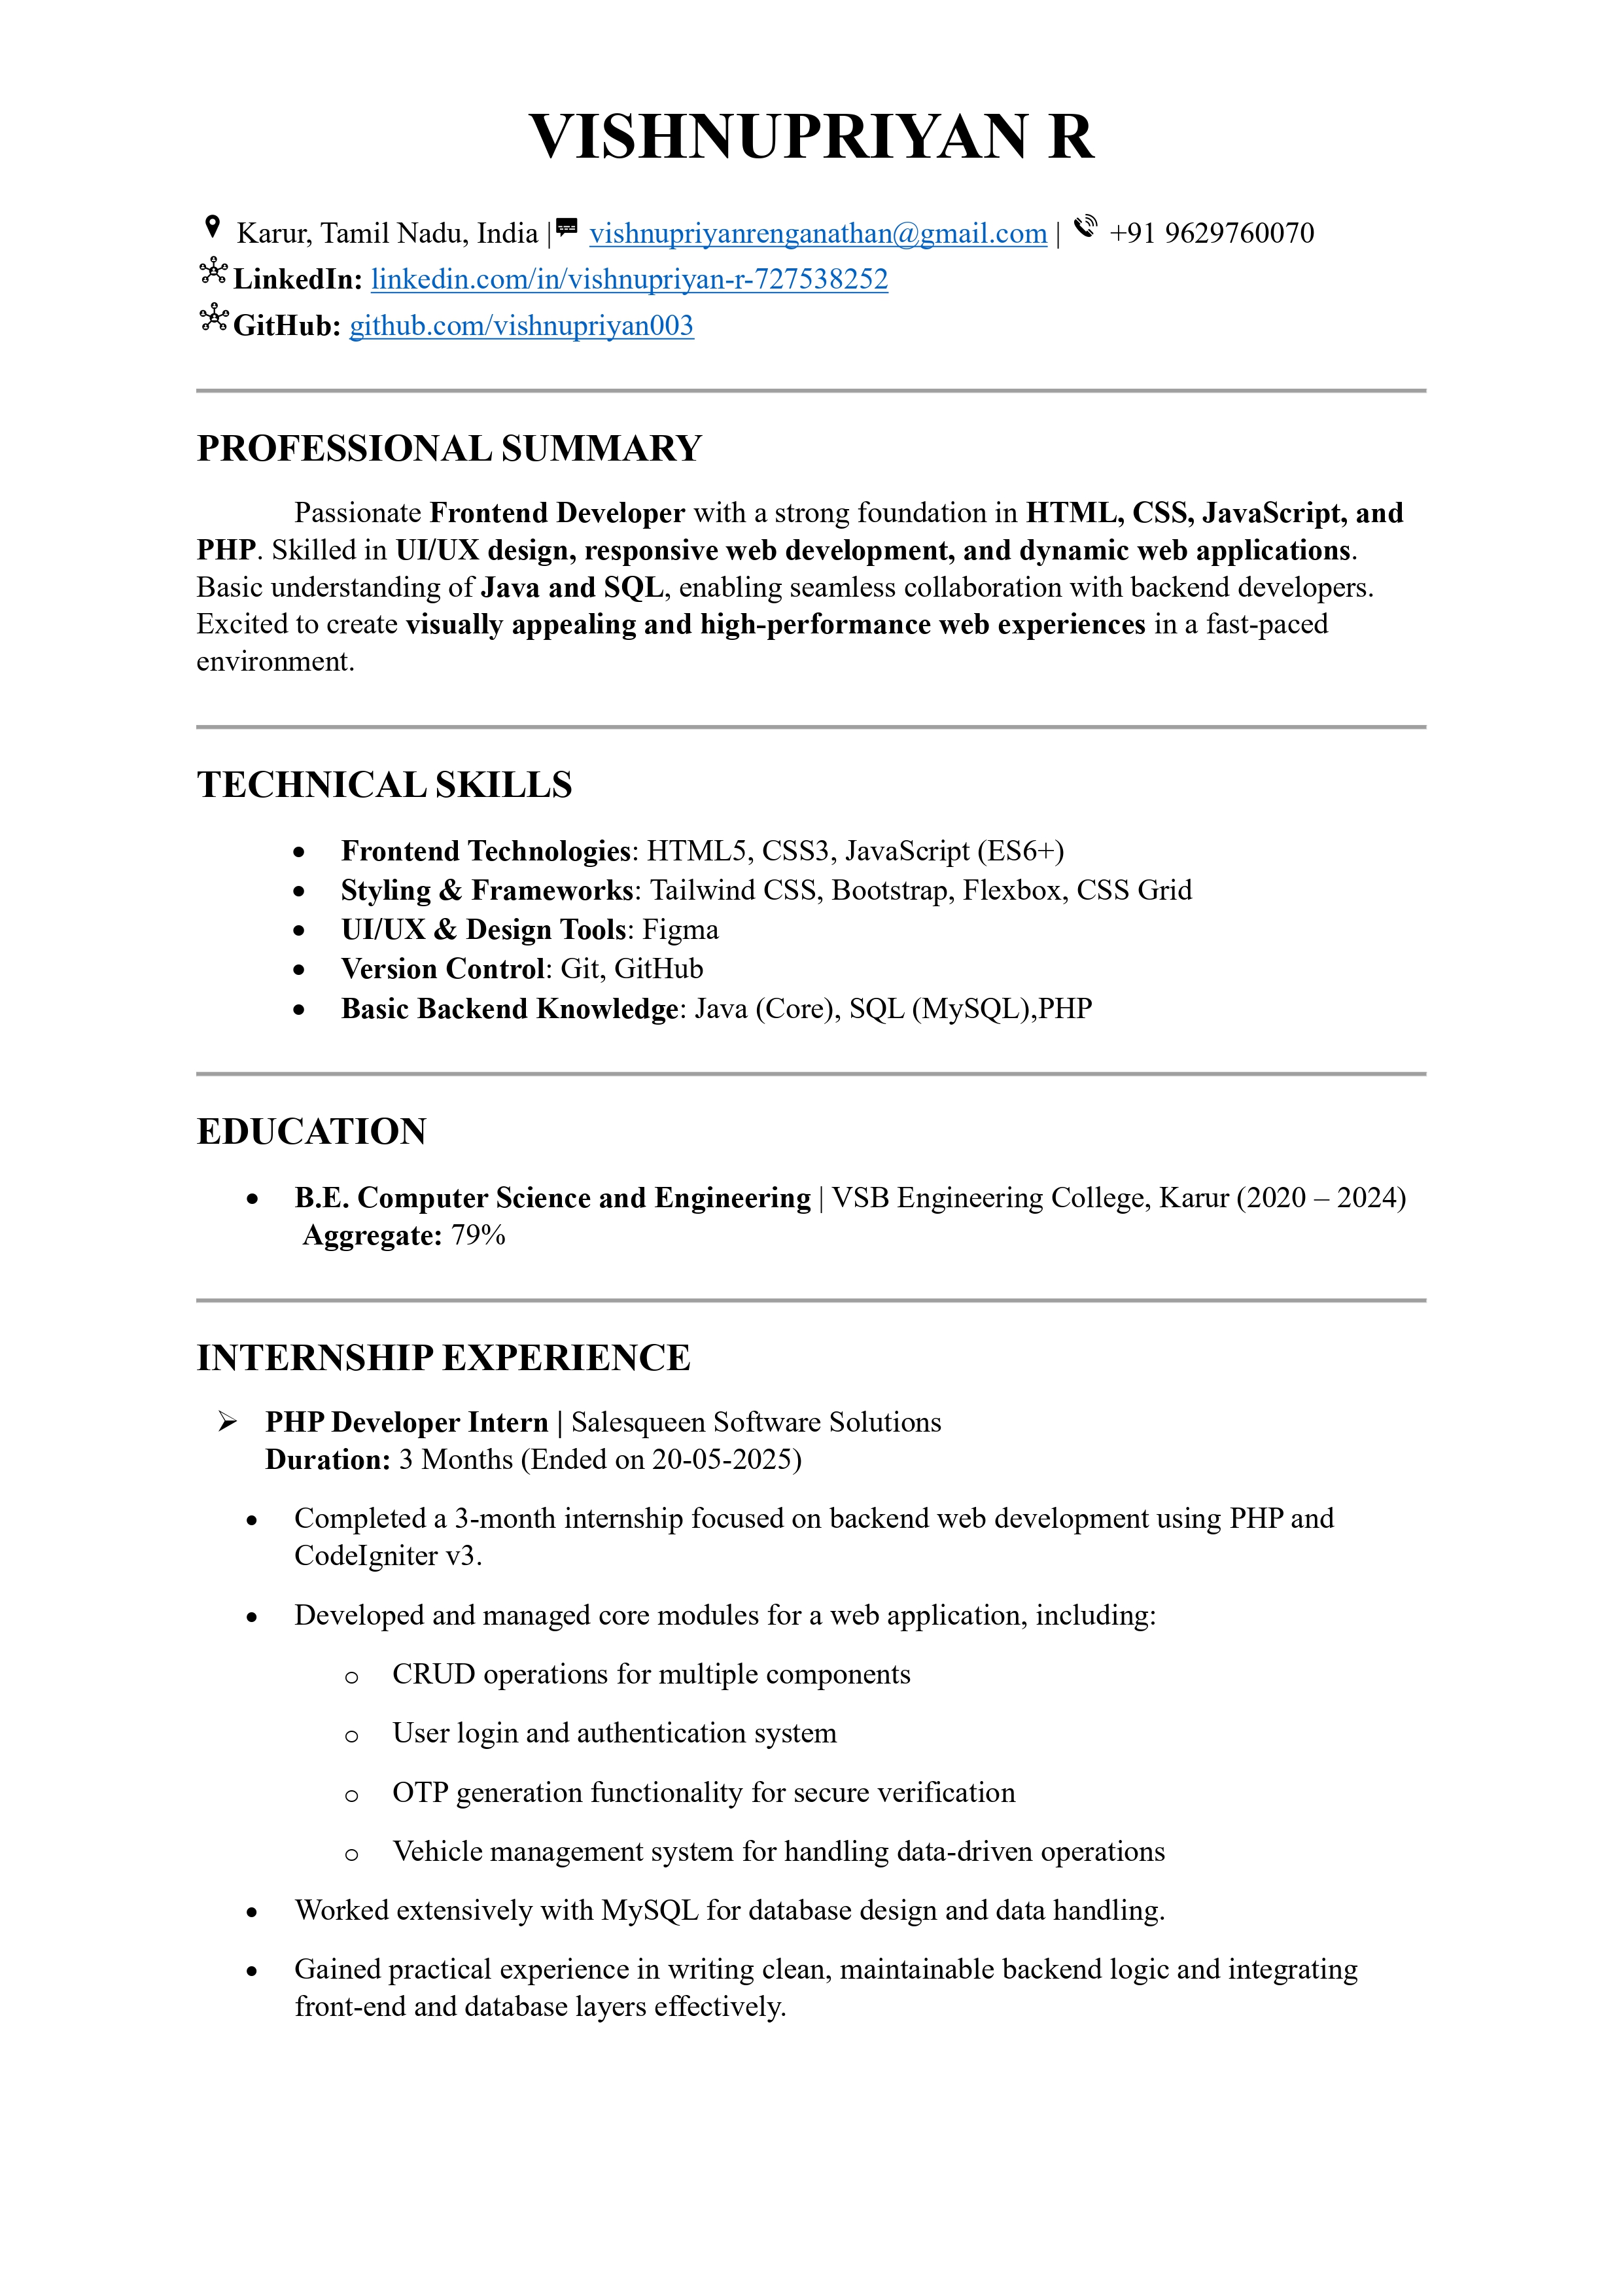 VISHNUPRIYAN R
Karur, Tamil Nadu, India | vishnupriyanrenganathan@gmail.com | +91 9629760070
LinkedIn: linkedin.com/in/vishnupriyan-r-727538252
GitHub: github.com/vishnupriyan003
PROFESSIONAL SUMMARY
Passionate Frontend Developer with a strong foundation in HTML, CSS, JavaScript, and
PHP. Skilled in UI/UX design, responsive web development, and dynamic web applications.
Basic understanding of Java and SQL, enabling seamless collaboration with backend developers.
Excited to create visually appealing and high-performance web experiences in a fast-paced
environment.
TECHNICAL SKILLS
• Frontend Technologies: HTML5, CSS3, JavaScript (ES6+)
• Styling & Frameworks: Tailwind CSS, Bootstrap, Flexbox, CSS Grid
• UI/UX & Design Tools: Figma
• Version Control: Git, GitHub
• Basic Backend Knowledge: Java (Core), SQL (MySQL),PHP
EDUCATION
• B.E. Computer Science and Engineering | VSB Engineering College, Karur (2020 – 2024)
Aggregate: 79%
INTERNSHIP EXPERIENCE
➢ PHP Developer Intern | Salesqueen Software Solutions
Duration: 3 Months (Ended on 20-05-2025)
• Completed a 3-month internship focused on backend web development using PHP and
CodeIgniter v3.
• Developed and managed core modules for a web application, including:
o CRUD operations for multiple components
o User login and authentication system
o OTP generation functionality for secure verification
o Vehicle management system for handling data-driven operations
• Worked extensively with MySQL for database design and data handling.
• Gained practical experience in writing clean, maintainable backend logic and integrating
front-end and database layers effectively.